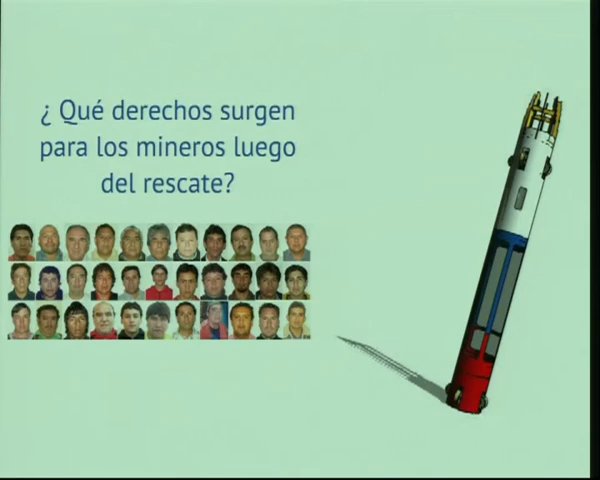 ¿ Qué derechos surgen
para los mineros luego
del rescate?